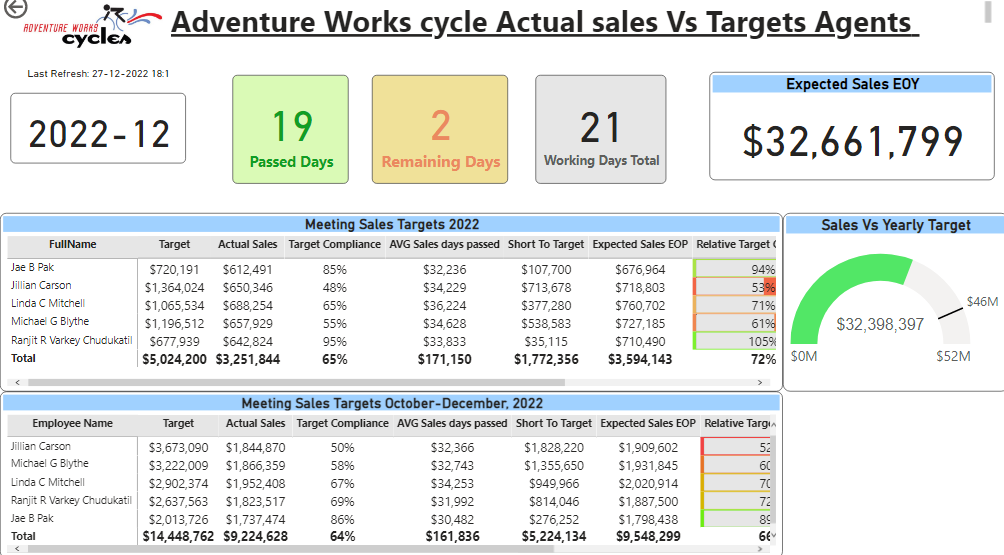 ADVENTURE WORKS
cycles
Adventure Works cycle Actual sales Vs Targets Agents
Last Refresh: 27-12-2022 18:1
2022-12
19
Passed Days
2
Remaining Days
21
Working Days Total
Expected Sales EOY
$32,661,799
Meeting Sales Targets 2022
FullName Target Actual Sales Target Compliance AVG Sales days passed Short To Target Expected Sales EOP Relative Target C
Jae B Pak $720,191 $612,491 85% $32,236 $107,700 $676,964 94%
Jillian Carson $1,364,024 $650,346 48% $34,229 $713,678 $718,803 53%
Linda C Mitchell $1,065,534 $688,254 65% $36,224 $377,280 $760,702 71%
Michael G Blythe $1,196,512 $657,929 55% $34,628 $538,583 $727,185 61%
Ranjit R Varkey Chudukatil $677,939 $642,824 95% $33,833 $35,115 $710,490 105%
Total $5,024,200 $3,251,844 65% $171,150 $1,772,356 $3,594,143 72%
Sales Vs Yearly Target
$46M
$32,398,397
$0M $52M
Meeting Sales Targets October-December, 2022
Employee Name Target Actual Sales Target Compliance AVG Sales days passed Short To Target Expected Sales EOP Relative Targe
Jillian Carson $3,673,090 $1,844,870 50% $32,366 $1,828,220 $1,909,602 52
Michael G Blythe $3,222,009 $1,866,359 58% $32,743 $1,355,650 $1,931,845 60
Linda C Mitchell $2,902,374 $1,952,408 67% $34,253 $949,966 $2,020,914 70
Ranjit R Varkey Chudukatil $2,637,563 $1,823,517 69% $31,992 $814,046 $1,887,500 72
Jae B Pak $2,013,726 $1,737,474 86% $30,482 $276,252 $1,798,438 89
Total $14,448,762 $9,224,628 64% $161,836 $5,224,134 $9,548,299 66